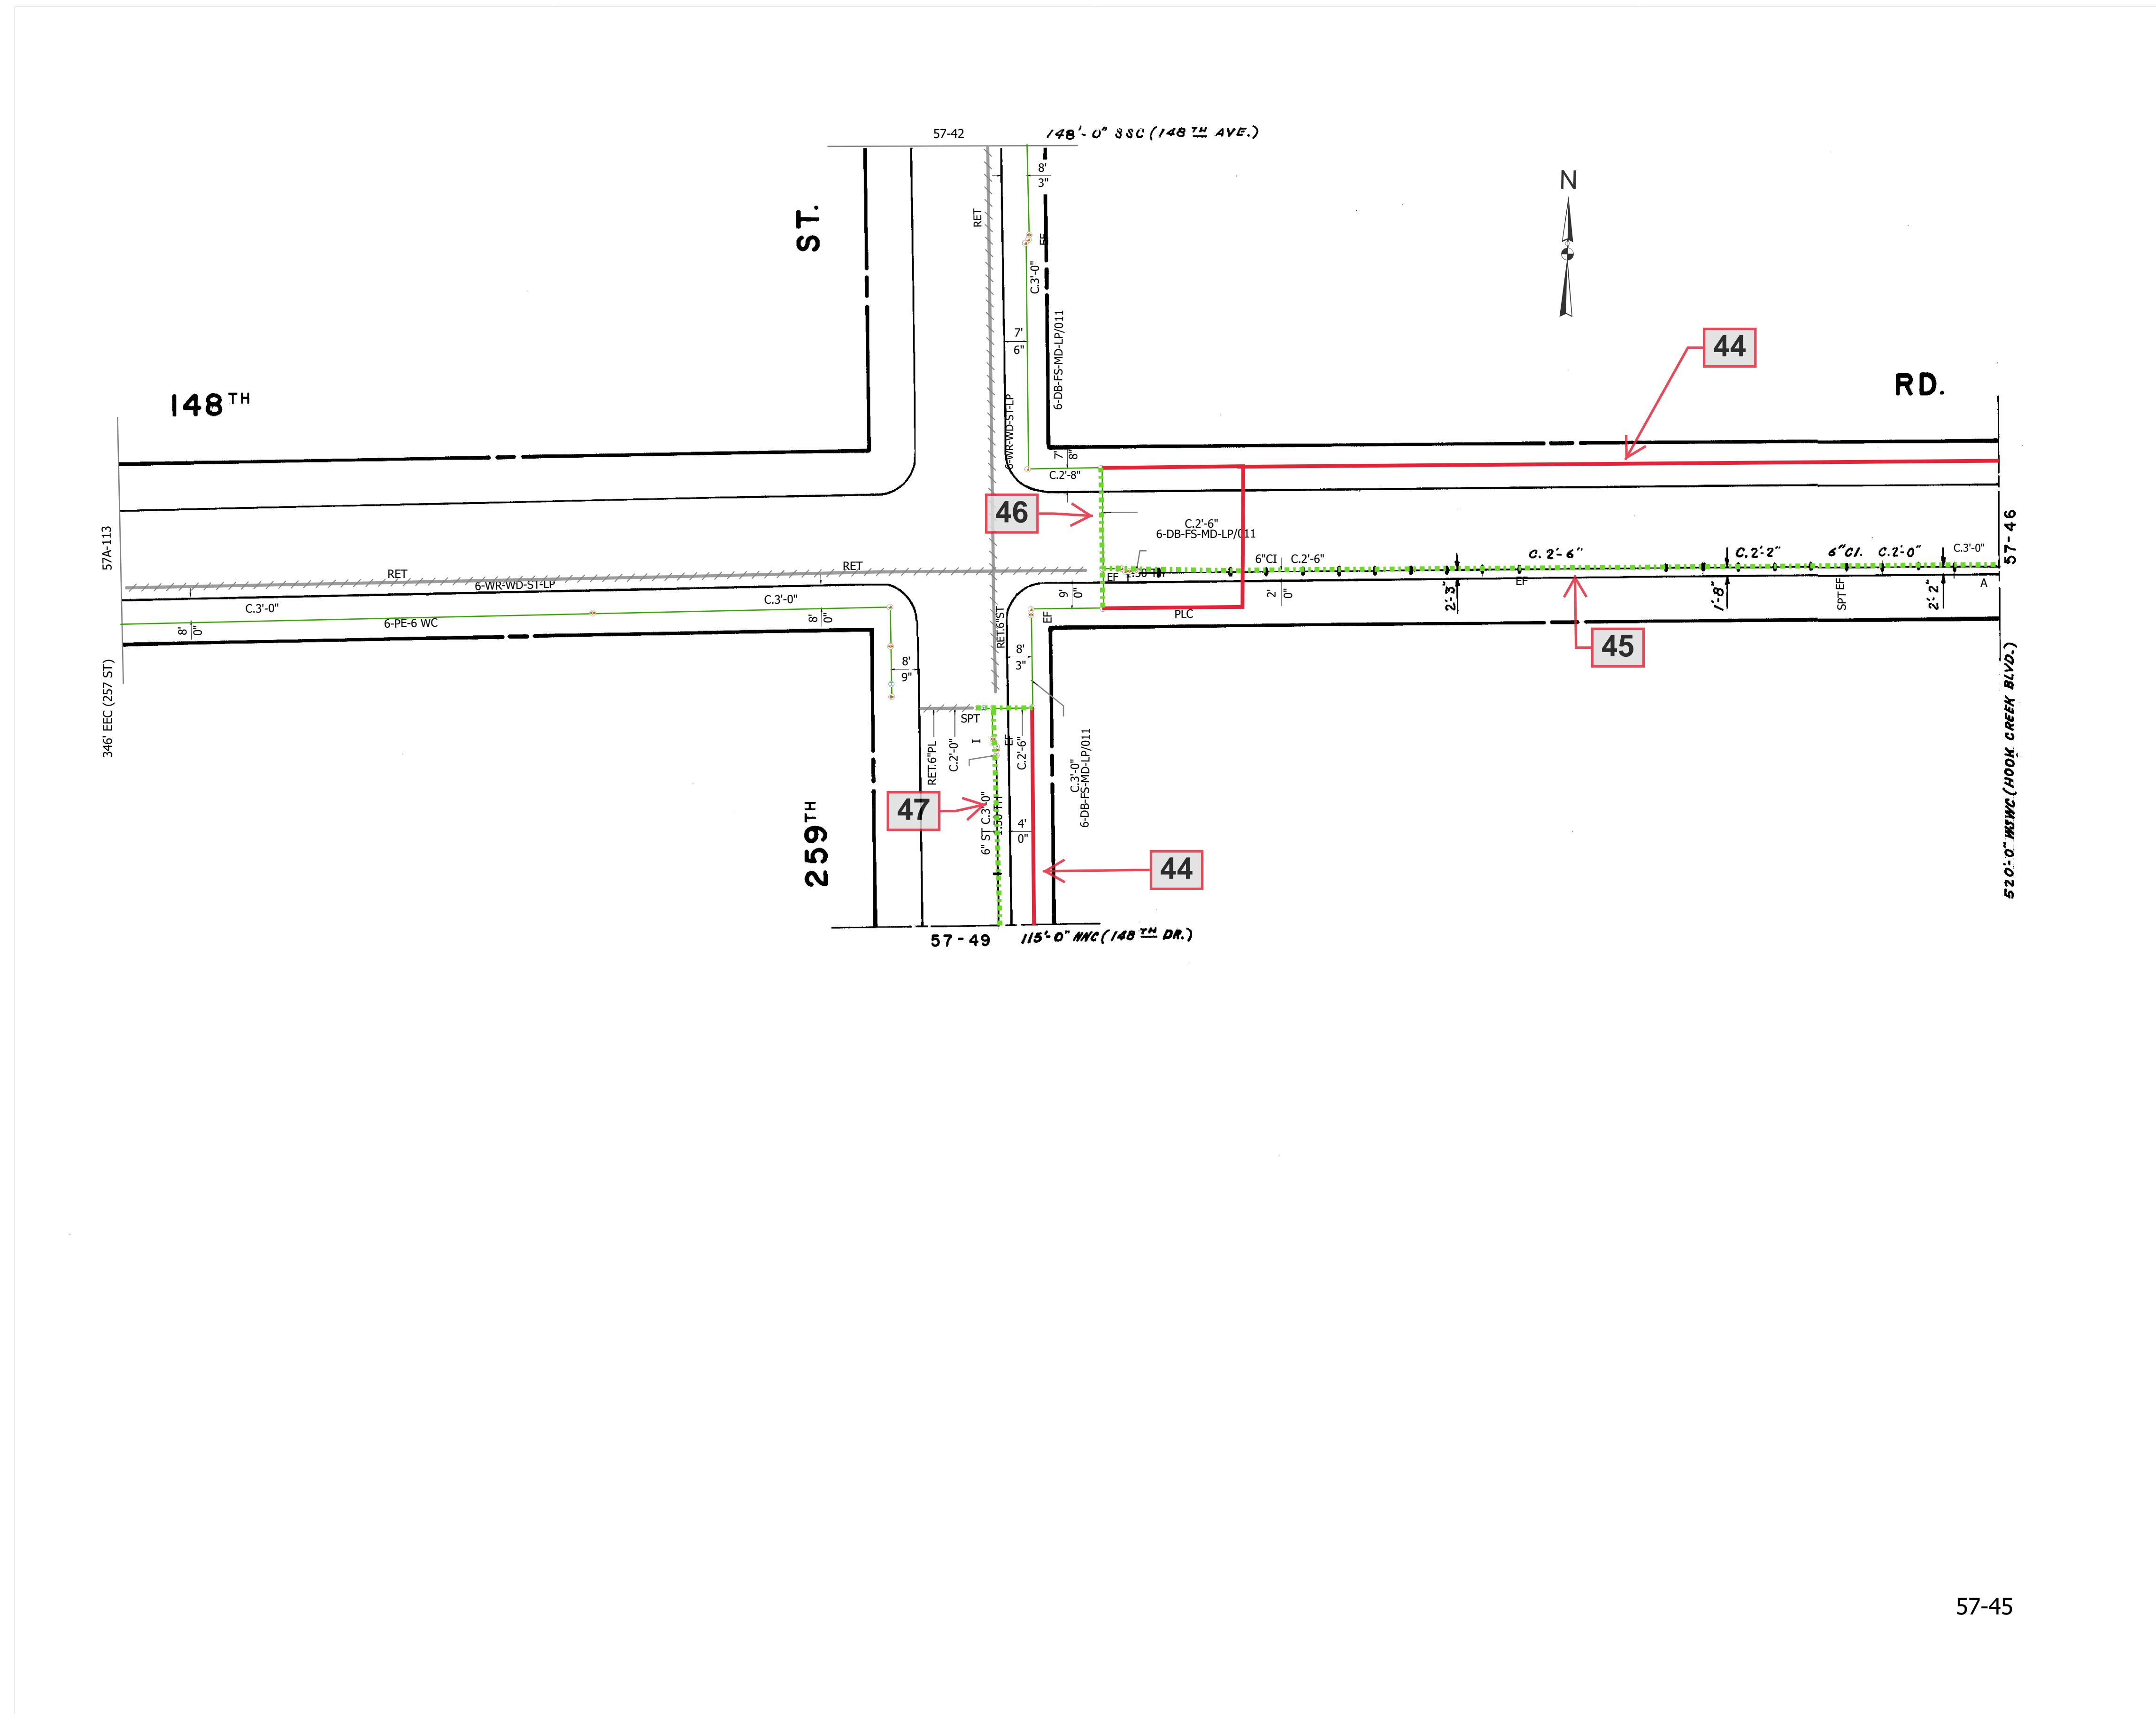 57-42
148'-0" SSC (148 TH AVE.)
8'
3"
ST.
RET
EF
C.3'-0"
N
7'
6"
6-DB-FS-MD-LP/011
44
148TH
RD.
6-WR-WD-ST-LP
7'
8"
C.2'-8"
46
C.2'-6"
6-DB-FS-MD-LP/011
57A-113
57-46
RET
RET
6-WR-WD-ST-LP
EF
6"CI
C.2'-6"
C. 2'-6"
C. 2'-2"
6"CI.
C.2'-0"
C.3'-0"
C.3'-0"
C.3'-0"
6-PE-6 WC
8'
0"
8'
0"
9'
0"
2'
0"
2'-3"
EF
1'-8"
SPT EF
2'-2"
A
PLC
RET.6"ST
EF
45
8'
9"
8'
3"
346' EEC (257 ST)
520'-0" WSWC (HOOK CREEK BLVD.)
SPT
RET.6"PL
C.2'-0"
I
EF
C.2'-6"
C.3'-0"
6-DB-FS-MD-LP/011
47
6" ST C.3'-0"
4'
0"
259TH
44
57-49
115'-0" NNC (148 TH DR.)
57-45